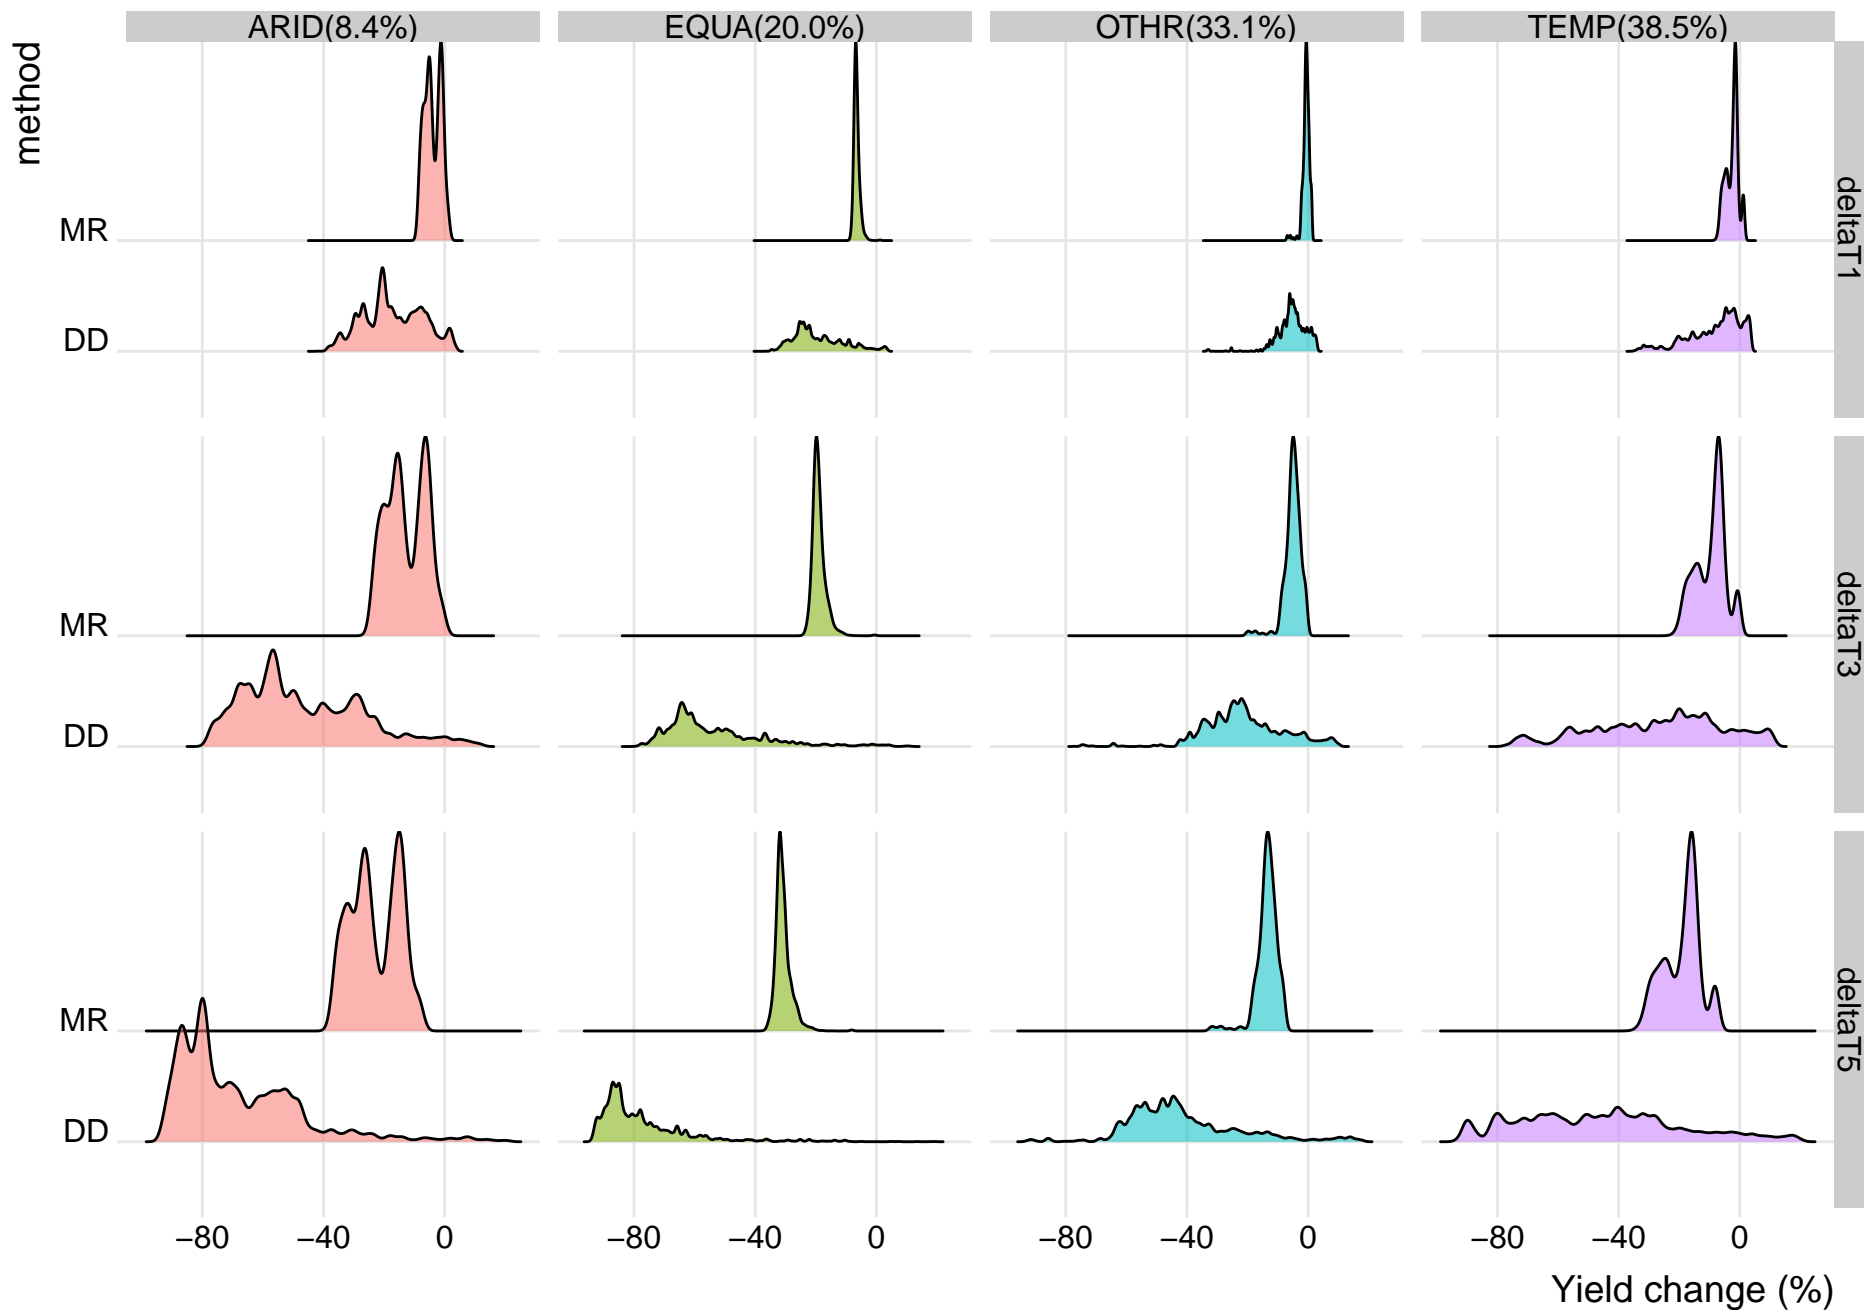 ARID(8.4%) EQUA(20.0%) OTHR(33.1%) TEMP(38.5%)
method
MR
DD
deltaT1
MR
DD
deltaT3
MR
DD
deltaT5
−80 −40 0 −80 −40 0 −80 −40 0 −80 −40 0
Yield change (%)